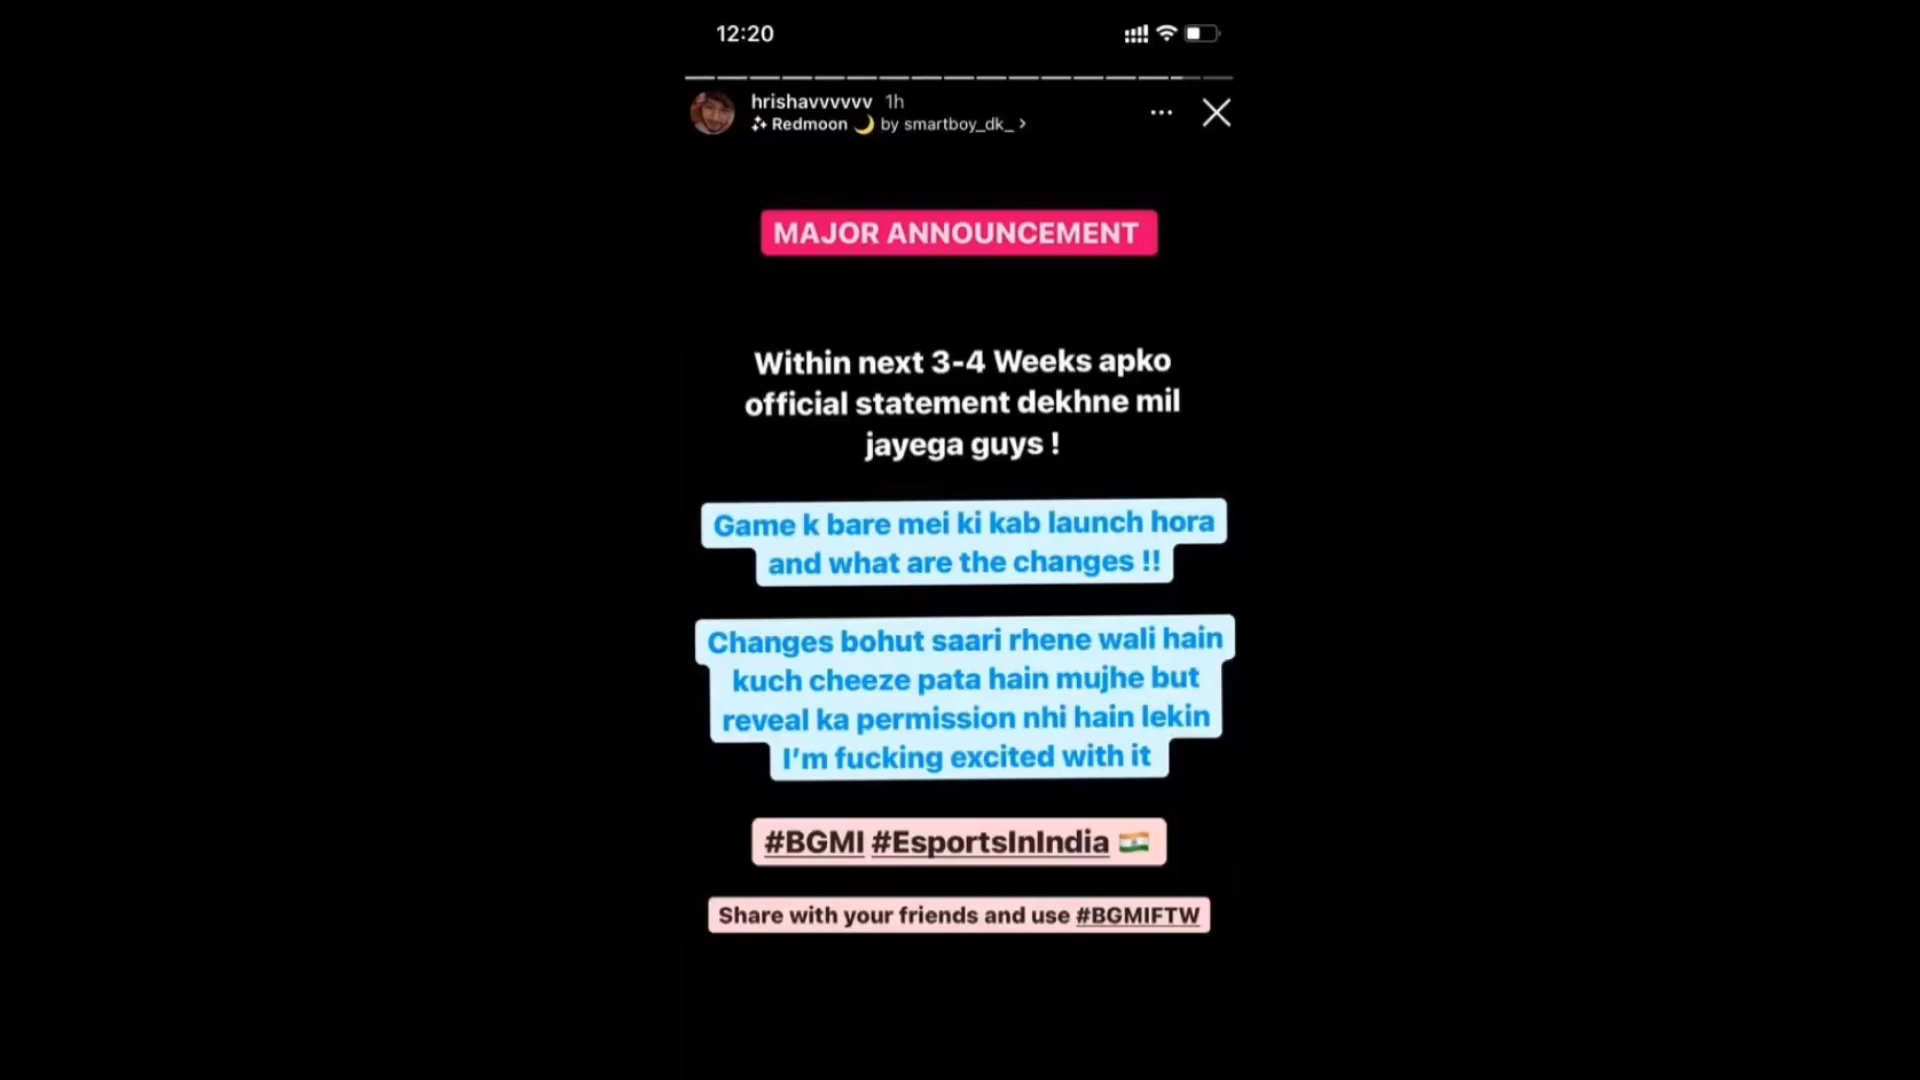 12:20
hrishavvvvvv 1h
Redmoon 🌙 by smartboy_dk_ >
MAJOR ANNOUNCEMENT
Within next 3-4 Weeks apko
official statement dekhne mil
jayega guys !
Game k bare mei ki kab launch hora
and what are the changes !!
Changes bohut saari rhene wali hain
kuch cheeze pata hain mujhe but
reveal ka permission nhi hain lekin
I'm fucking excited with it
#BGMI #EsportsInIndia 🇮🇳
Share with your friends and use #BGMIFTW